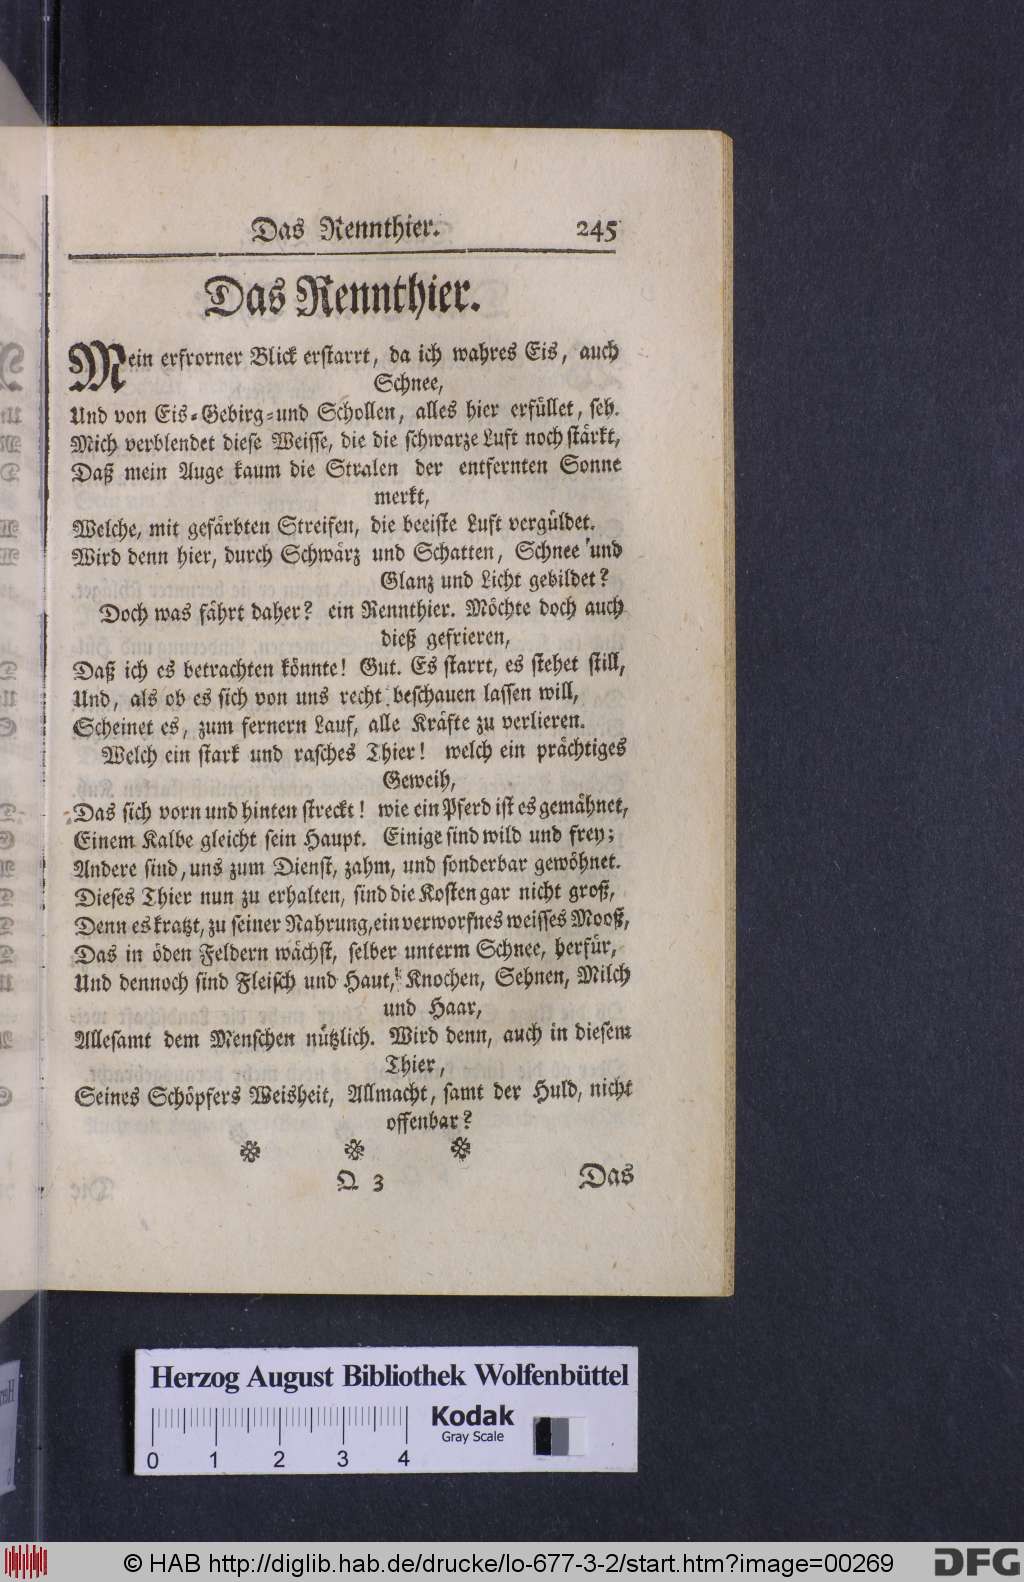 Das Rennthier. 245
Das Rennthier.
Mein erfrorner Blick erstarrt, da ich wahres Eis, auch
Schnee,
Und von Eis-Gebirg-und Schollen, alles hier erfüllet, seh.
Mich verblendet diese Weisse, die die schwarze Luft noch stärkt,
Daß mein Auge kaum die Stralen der entfernten Sonne
merkt,
Welche, mit gefärbten Streifen, die beeiste Luft vergüldet.
Wird denn hier, durch Schwärz und Schatten, Schnee und
Glanz und Licht gebildet?
Doch was fährt daher? ein Rennthier. Möchte doch auch
dieß gefrieren,
Daß ich es betrachten könnte! Gut. Es starrt, es stehet still,
Und, als ob es sich von uns recht beschauen lassen will,
Scheinet es, zum fernern Lauf, alle Kräfte zu verlieren.
Welch ein stark und rasches Thier! welch ein prächtiges
Geweih,
Das sich vorn und hinten streckt! wie ein Pferd ist es gemähnet,
Einem Kalbe gleicht sein Haupt. Einige sind wild und frey;
Andere sind, uns zum Dienst, zahm, und sonderbar gewöhnet.
Dieses Thier nun zu erhalten, sind die Kosten gar nicht groß,
Denn es kratzt, zu seiner Nahrung, ein verworfnes weisses Mooß,
Das in öden Feldern wächst, selber unterm Schnee, herfür,
Und dennoch sind Fleisch und Haut, Knochen, Sehnen, Milch
und Haar,
Allesamt dem Menschen nützlich. Wird denn, auch in diesem
Thier,
Seines Schöpfers Weisheit, Allmacht, samt der Huld, nicht
offenbar?
Q 3 Das
Herzog August Bibliothek Wolfenbüttel
Kodak
Gray Scale
0 1 2 3 4
© HAB http://diglib.hab.de/drucke/lo-677-3-2/start.htm?image=00269
DFG